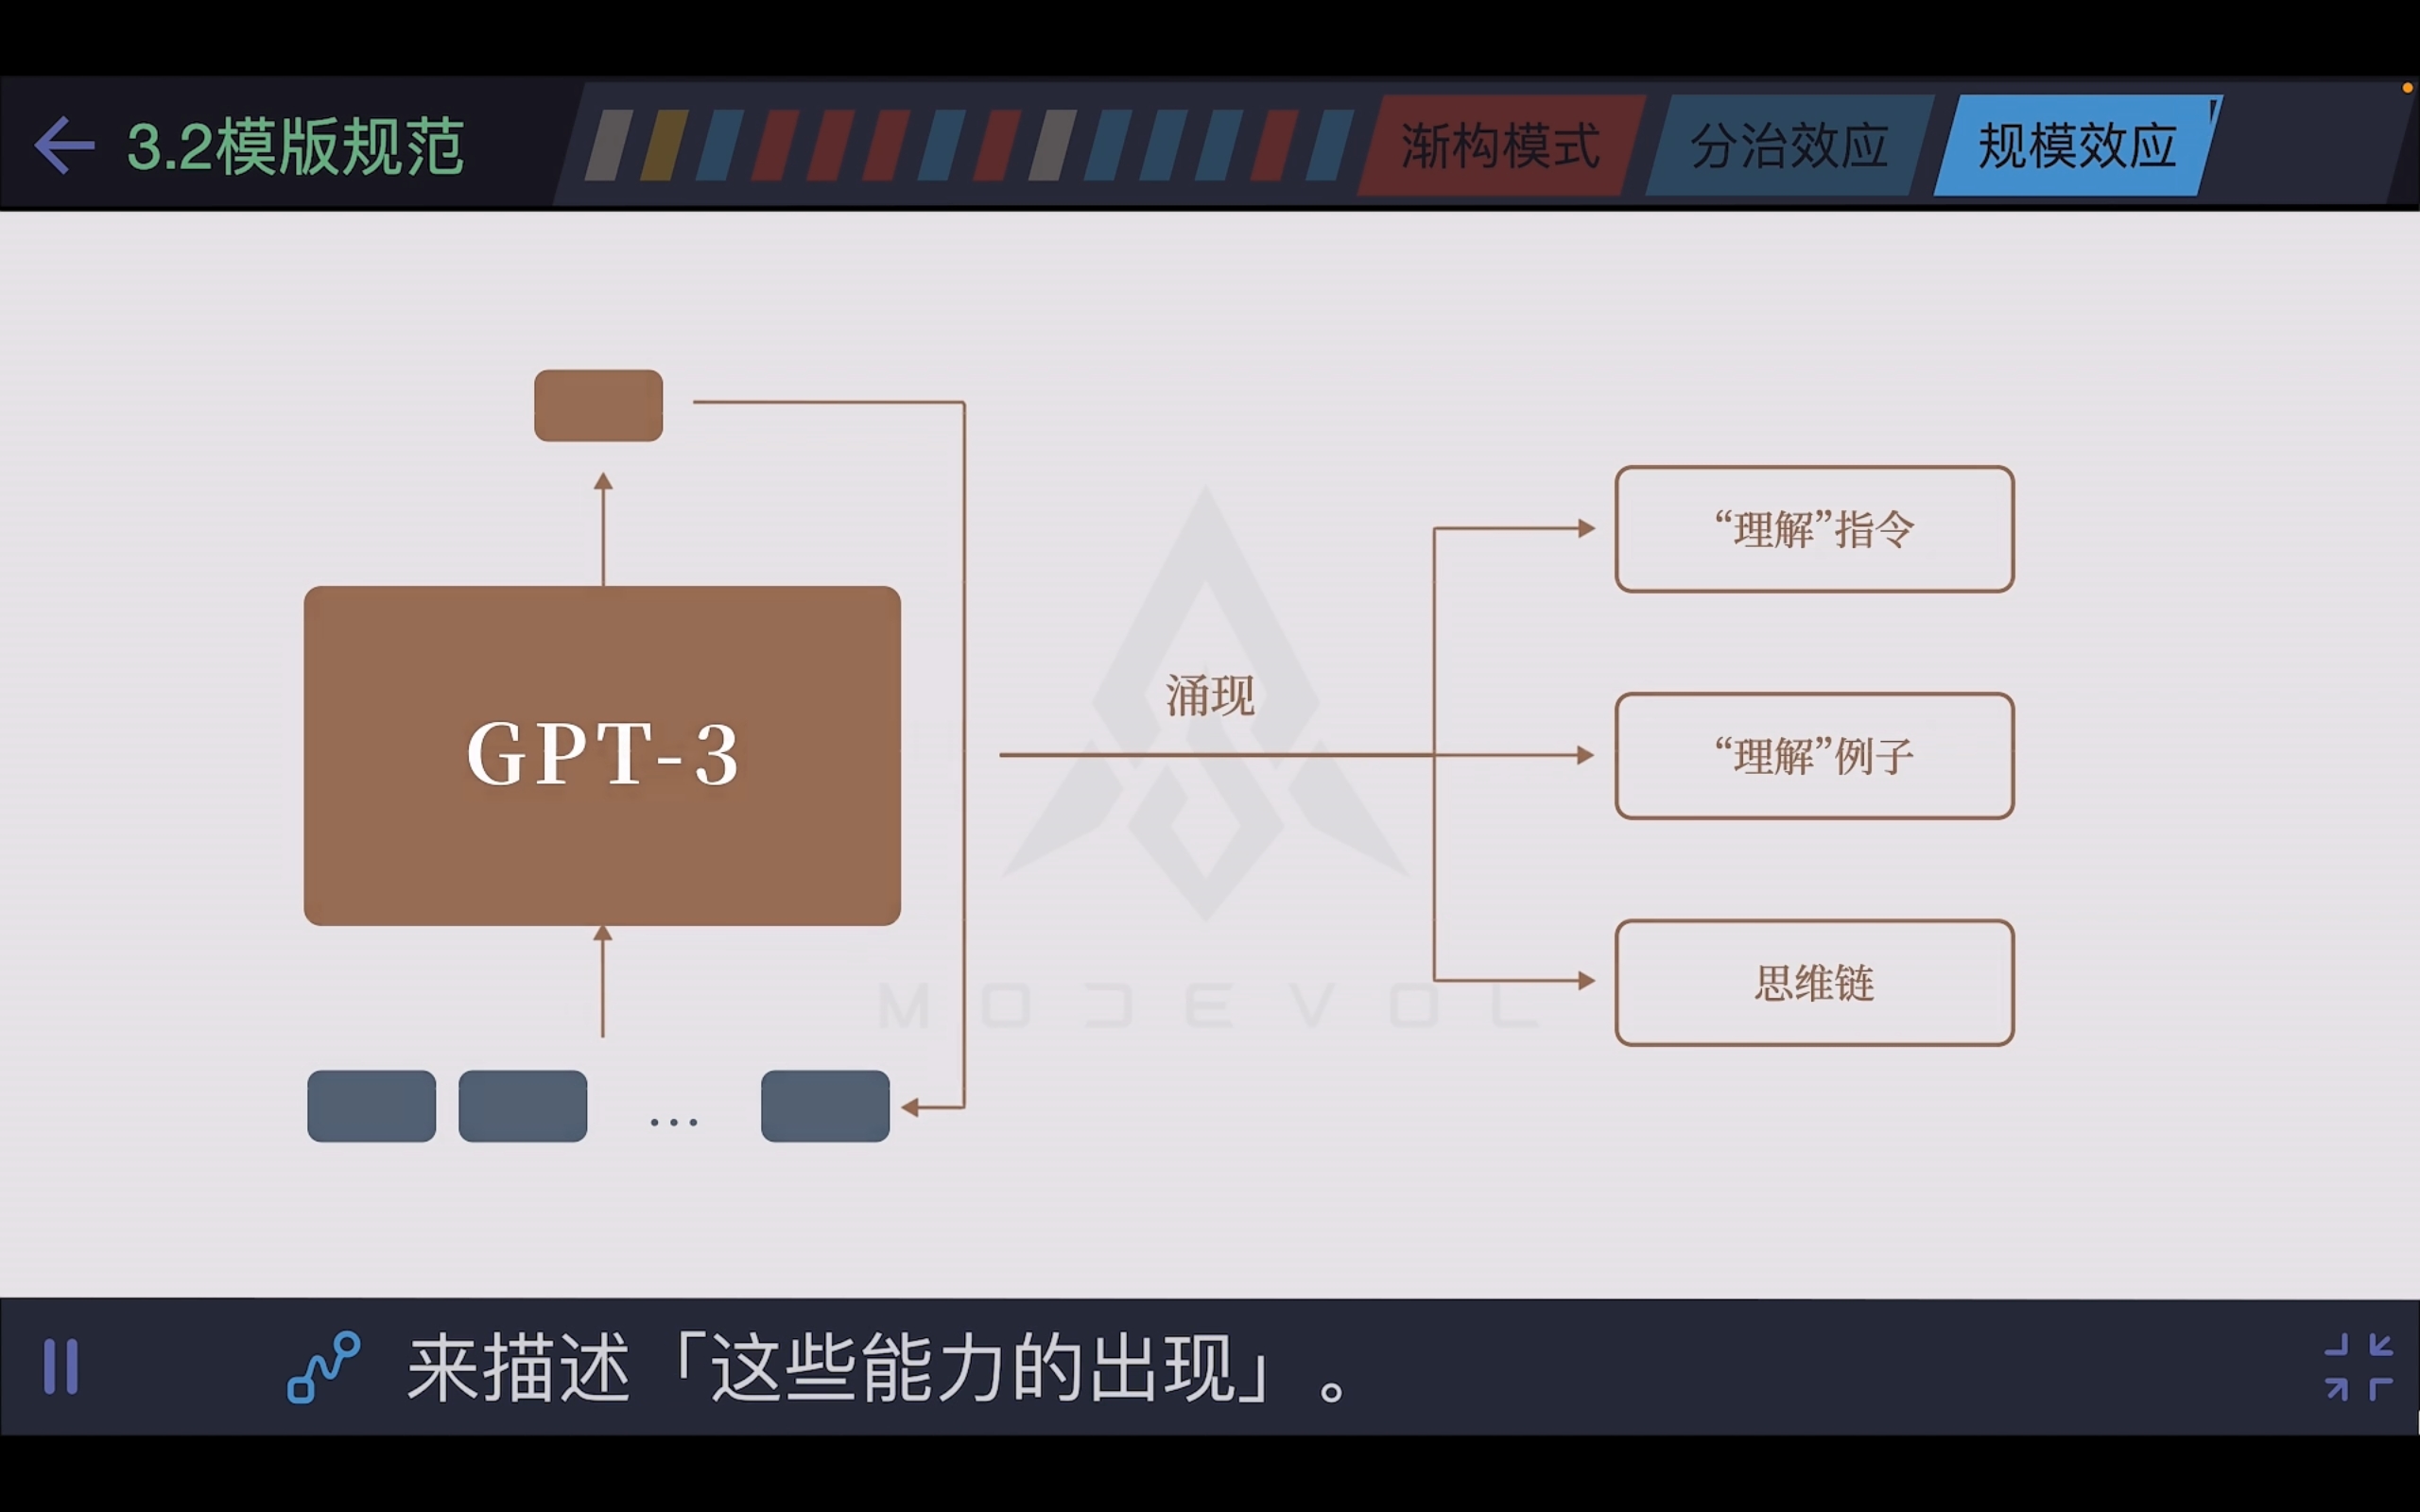 3.2模版规范
渐构模式
分治效应
规模效应
GPT-3
...
涌现
“理解”指令
“理解”例子
思维链
MODEVOL
来描述「这些能力的出现」。